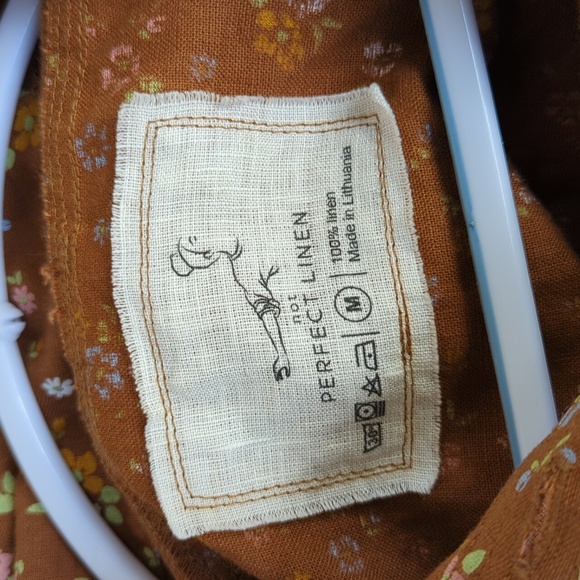 not
PERFECT LINEN
M
100% linen
Made in Lithuania